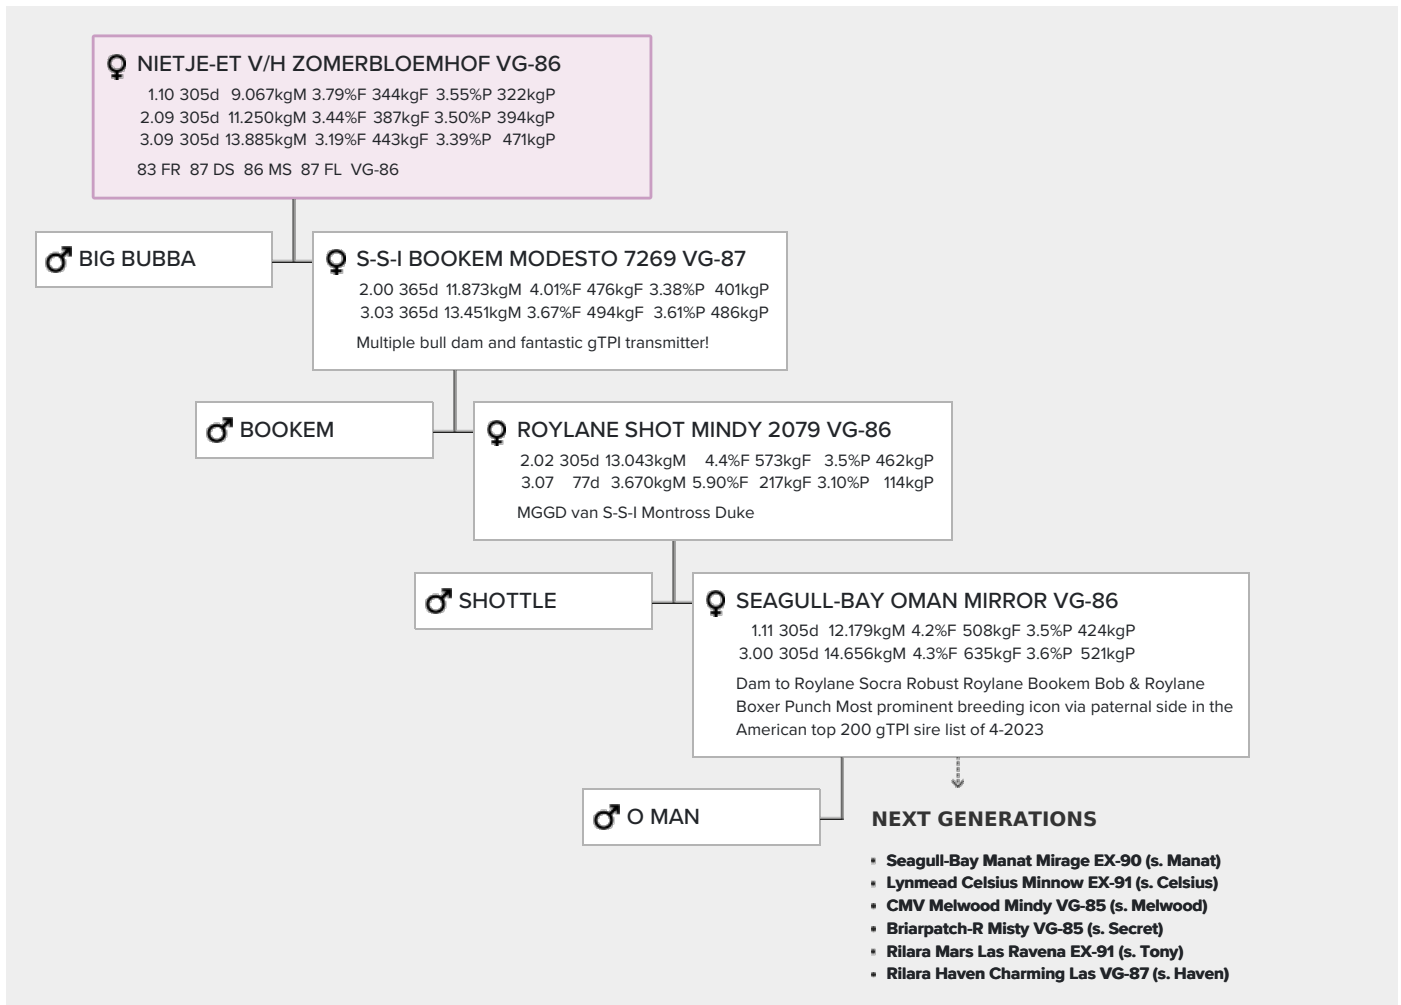 NIETJE-ET V/H ZOMERBLOEMHOF VG-86
1.10 305d 9.067kgM 3.79%F 344kgF 3.55%P 322kgP
2.09 305d 11.250kgM 3.44%F 387kgF 3.50%P 394kgP
3.09 305d 13.885kgM 3.19%F 443kgF 3.39%P 471kgP
83 FR 87 DS 86 MS 87 FL VG-86
BIG BUBBA
S-S-I BOOKEM MODESTO 7269 VG-87
2.00 365d 11.873kgM 4.01%F 476kgF 3.38%P 401kgP
3.03 365d 13.451kgM 3.67%F 494kgF 3.61%P 486kgP
Multiple bull dam and fantastic gTPI transmitter!
BOOKEM
ROYLANE SHOT MINDY 2079 VG-86
2.02 305d 13.043kgM 4.4%F 573kgF 3.5%P 462kgP
3.07 77d 3.670kgM 5.90%F 217kgF 3.10%P 114kgP
MGGD van S-S-I Montross Duke
SHOTTLE
SEAGULL-BAY OMAN MIRROR VG-86
1.11 305d 12.179kgM 4.2%F 508kgF 3.5%P 424kgP
3.00 305d 14.656kgM 4.3%F 635kgF 3.6%P 521kgP
Dam to Roylane Socra Robust Roylane Bookem Bob & Roylane
Boxer Punch Most prominent breeding icon via paternal side in the
American top 200 gTPI sire list of 4-2023
O MAN
NEXT GENERATIONS
Seagull-Bay Manat Mirage EX-90 (s. Manat)
Lynmead Celsius Minnow EX-91 (s. Celsius)
CMV Melwood Mindy VG-85 (s. Melwood)
Briarpatch-R Misty VG-85 (s. Secret)
Rilara Mars Las Ravena EX-91 (s. Tony)
Rilara Haven Charming Las VG-87 (s. Haven)